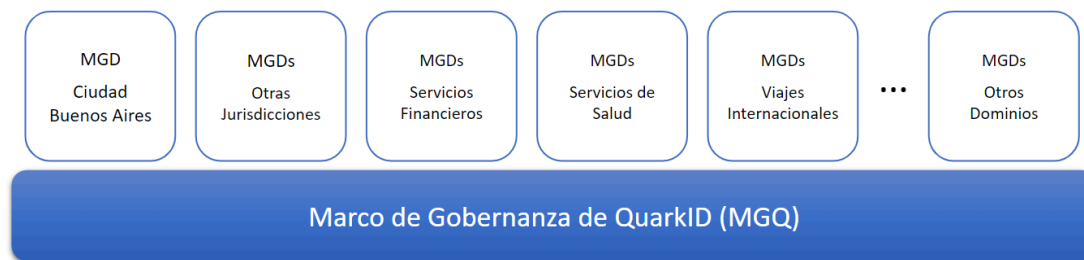 MGD
Ciudad
Buenos Aires
MGDs
Otras
Jurisdicciones
MGDs
Servicios
Financieros
MGDs
Servicios de
Salud
MGDs
Viajes
Internacionales
...
MGDs
Otros
Dominios
Marco de Gobernanza de QuarkID (MGQ)